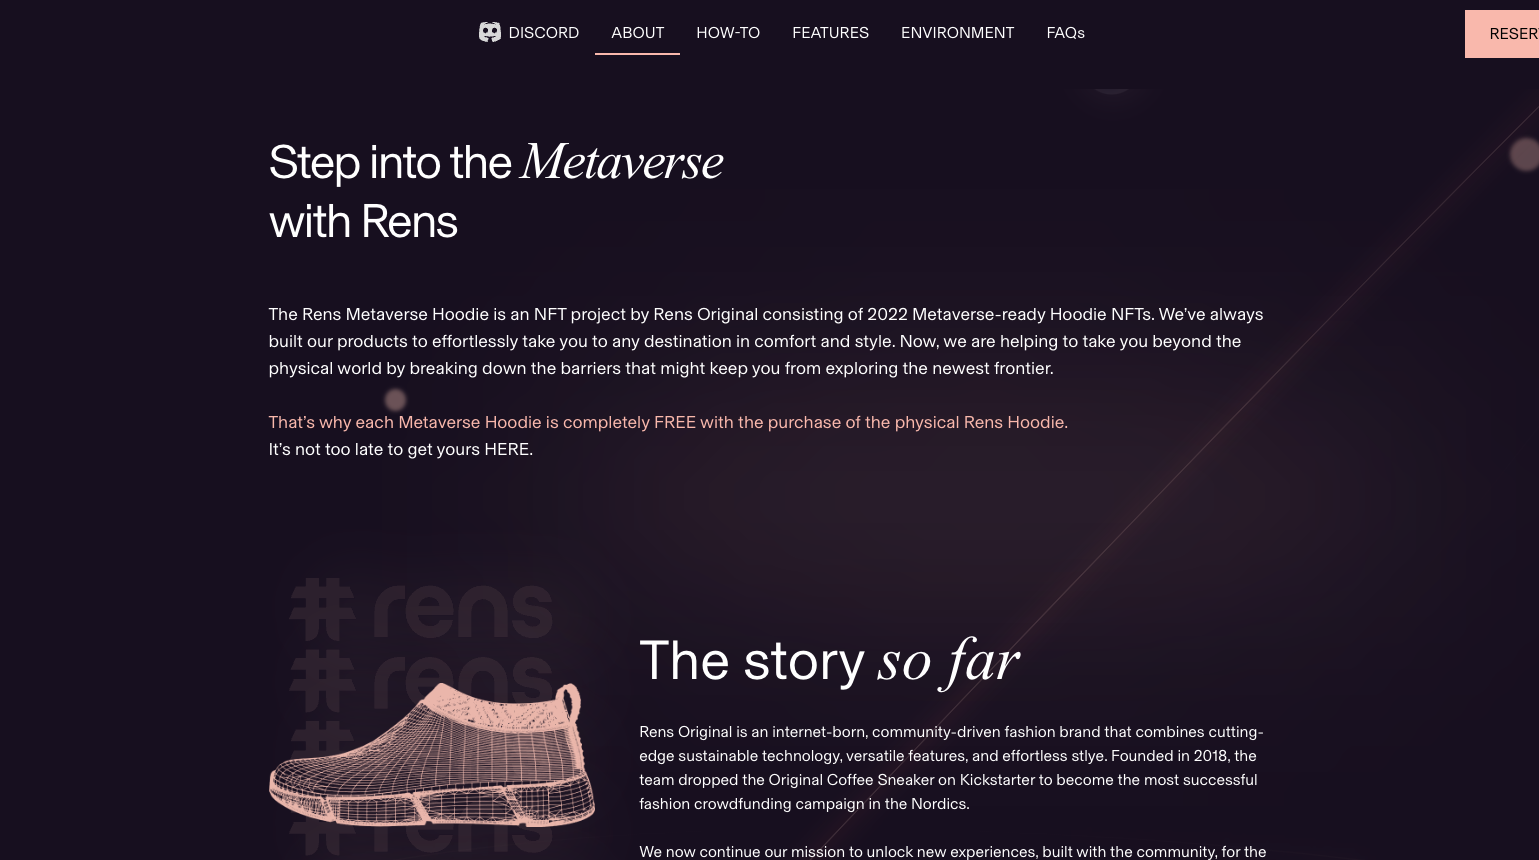 DISCORD ABOUT HOW-TO FEATURES ENVIRONMENT FAQs
RESER
Step into the Metaverse
with Rens
The Rens Metaverse Hoodie is an NFT project by Rens Original consisting of 2022 Metaverse-ready Hoodie NFTs. We’ve always
built our products to effortlessly take you to any destination in comfort and style. Now, we are helping to take you beyond the
physical world by breaking down the barriers that might keep you from exploring the newest frontier.
That’s why each Metaverse Hoodie is completely FREE with the purchase of the physical Rens Hoodie.
It’s not too late to get yours HERE.
# rens
# rens
#
# rens
The story so far
Rens Original is an internet-born, community-driven fashion brand that combines cutting-
edge sustainable technology, versatile features, and effortless stlye. Founded in 2018, the
team dropped the Original Coffee Sneaker on Kickstarter to become the most successful
fashion crowdfunding campaign in the Nordics.
We now continue our mission to unlock new experiences, built with the community, for the